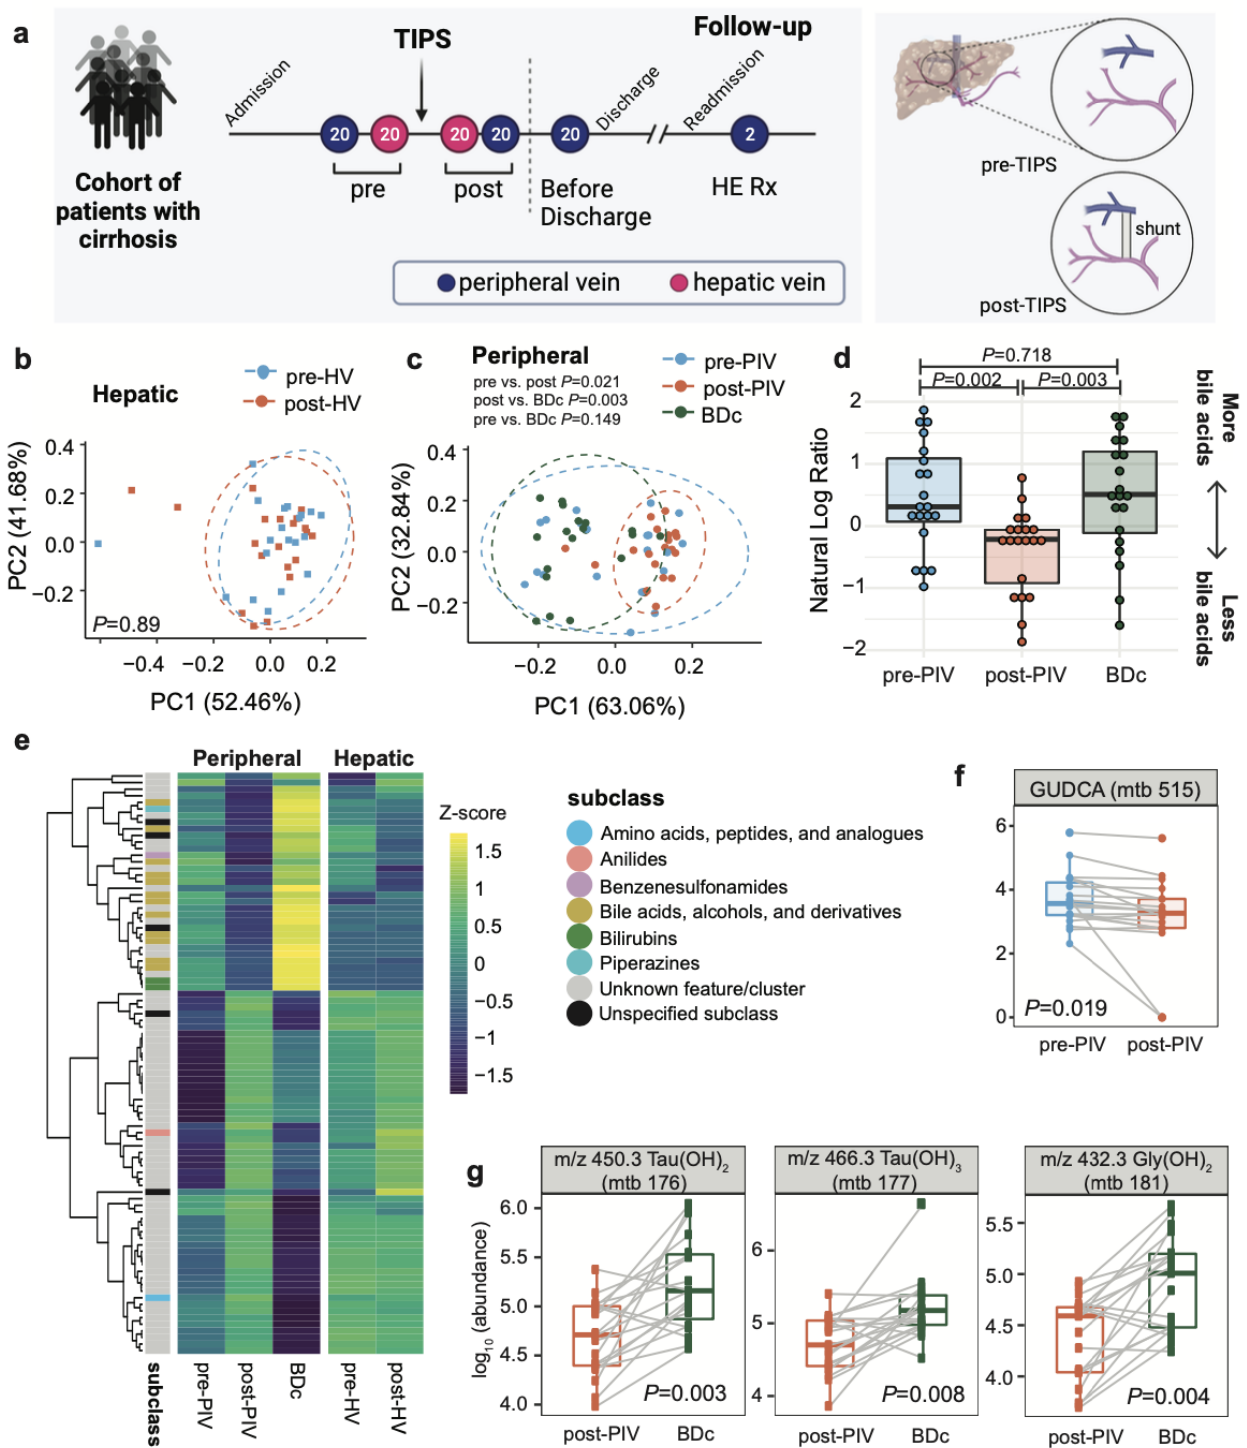 a
TIPS
Follow-up
Admission
Discharge
Readmission
20
20
20
20
20
2
pre
post
Before
Discharge
HE Rx
Cohort of
patients with
cirrhosis
peripheral vein
hepatic vein
pre-TIPS
shunt
post-TIPS
b
Hepatic
pre-HV
post-HV
PC2 (41.68%)
0.4
0.2
0.0
−0.2
P=0.89
−0.4
−0.2
0.0
0.2
PC1 (52.46%)
c
Peripheral
pre vs. post P=0.021
post vs. BDc P=0.003
pre vs. BDc P=0.149
pre-PIV
post-PIV
BDc
PC2 (32.84%)
0.4
0.2
0.0
−0.2
−0.2
0.0
0.2
PC1 (63.06%)
d
P=0.718
P=0.002
P=0.003
Natural Log Ratio
2
1
0
−1
−2
pre-PIV
post-PIV
BDc
More
bile acids
Less
bile acids
e
Peripheral
Hepatic
Z-score
1.5
1
0.5
0
−0.5
−1
−1.5
subclass
pre-PIV
post-PIV
BDc
pre-HV
post-HV
subclass
Amino acids, peptides, and analogues
Anilides
Benzenesulfonamides
Bile acids, alcohols, and derivatives
Bilirubins
Piperazines
Unknown feature/cluster
Unspecified subclass
f
GUDCA (mtb 515)
6
4
2
0
P=0.019
pre-PIV
post-PIV
g
log10 (abundance)
m/z 450.3 Tau(OH)2
(mtb 176)
6.0
5.5
5.0
4.5
4.0
P=0.003
post-PIV
BDc
m/z 466.3 Tau(OH)3
(mtb 177)
6
5
4
P=0.008
post-PIV
BDc
m/z 432.3 Gly(OH)2
(mtb 181)
5.5
5.0
4.5
4.0
P=0.004
post-PIV
BDc